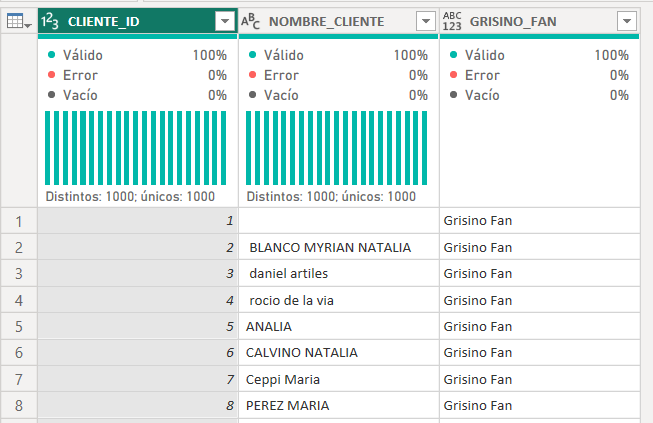 1²3 CLIENTE_ID ABC NOMBRE_CLIENTE ABC 123 GRISINO_FAN
Válido 100% Válido 100% Válido 100%
Error 0% Error 0% Error 0%
Vacío 0% Vacío 0% Vacío 0%
Distintos: 1000; únicos: 1000 Distintos: 1000; únicos: 1000
1 1 Grisino Fan
2 2 BLANCO MYRIAN NATALIA Grisino Fan
3 3 daniel artiles Grisino Fan
4 4 rocio de la via Grisino Fan
5 5 ANALIA Grisino Fan
6 6 CALVINO NATALIA Grisino Fan
7 7 Ceppi Maria Grisino Fan
8 8 PEREZ MARIA Grisino Fan